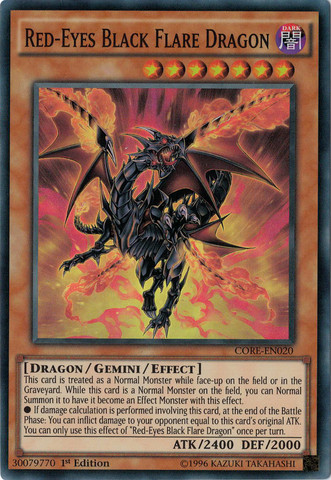 RED-EYES BLACK FLARE DRAGON
DARK
闇
CORE-EN020
[DRAGON/GEMINI/EFFECT]
This card is treated as a Normal Monster while face-up on the field or in the
Graveyard. While this card is a Normal Monster on the field, you can Normal
Summon it to have it become an Effect Monster with this effect.
● If damage calculation is performed involving this card, at the end of the Battle
Phase: You can inflict damage to your opponent equal to this card's original ATK.
You can only use this effect of "Red-Eyes Black Flare Dragon" once per turn.
ATK/2400 DEF/2000
30079770 1st Edition ©1996 KAZUKI TAKAHASHI